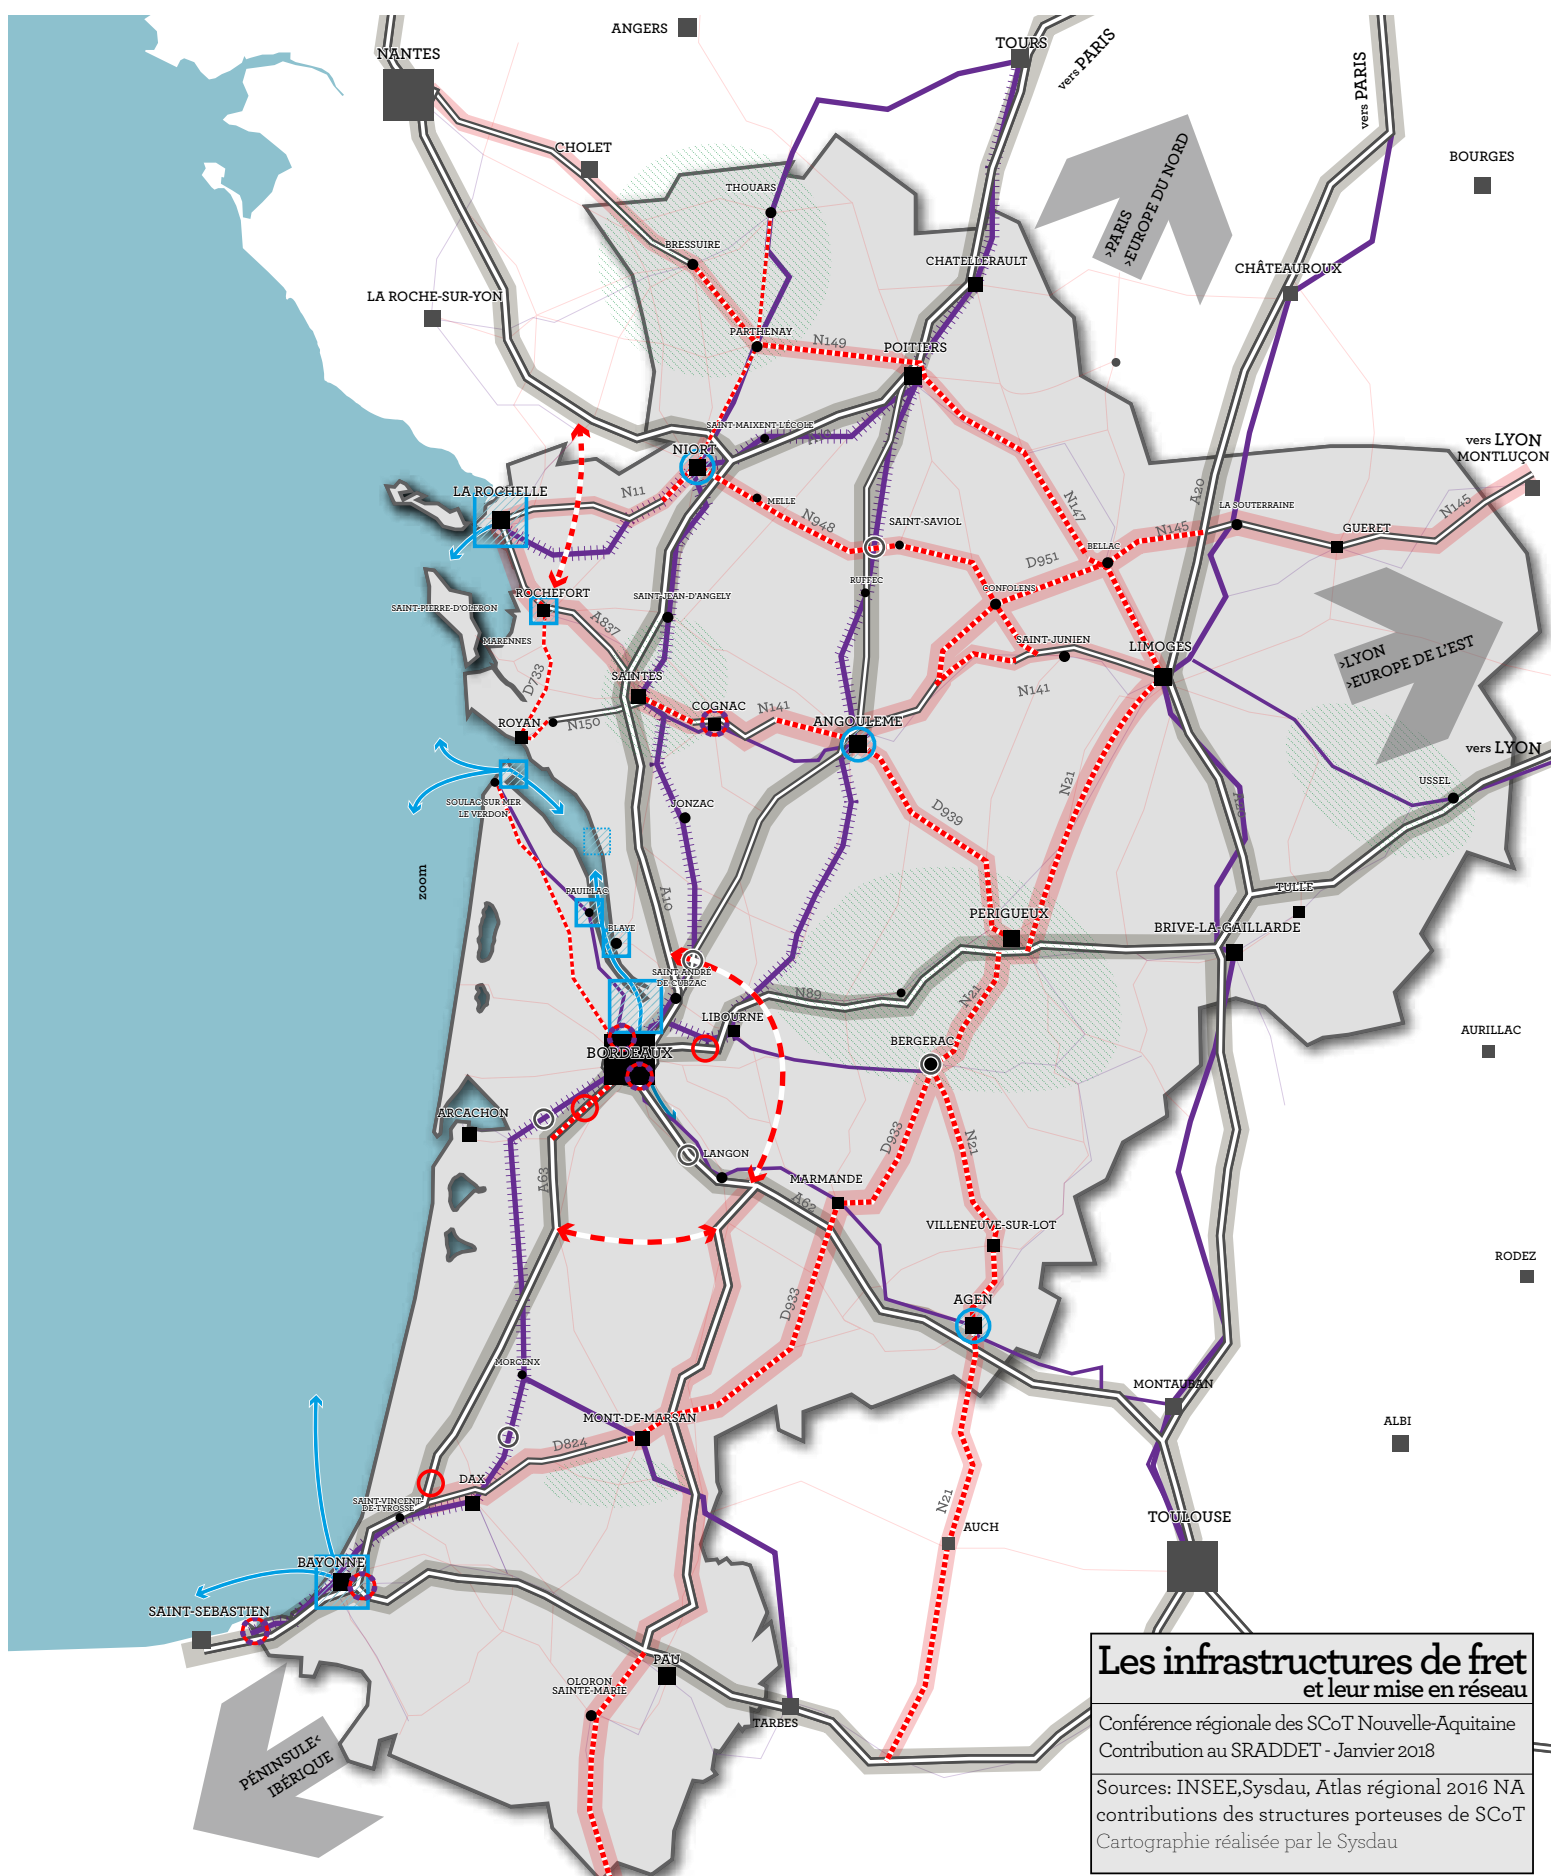 ANGERS
NANTES
TOURS
vers PARIS
vers PARIS
CHOLET
BOURGES
THOUARS
>PARIS
>EUROPE DU NORD
BRESSUIRE
CHATELLERAULT
CHÂTEAUROUX
LA ROCHE-SUR-YON
PARTHENAY
N149
POITIERS
SAINT-MAIXENT-L'ÉCOLE
NIORT
vers LYON
MONTLUÇON
LA ROCHELLE
N11
MELLE
N948
SAINT-SAVIOL
N147
A20
LA SOUTERRAINE
N145
GUERET
N145
BELLAC
D951
RUFFEC
CONFOLENS
ROCHEFORT
SAINT-JEAN-D'ANGELY
SAINT-PIERRE-D'OLERON
A837
MARENNES
SAINT-JUNIEN
LIMOGES
>LYON
>EUROPE DE L'EST
D733
SAINTES
N141
COGNAC
N141
ANGOULEME
ROYAN
N150
vers LYON
USSEL
N21
SOULAC SUR MER
LE VERDON
JONZAC
D939
A20
zoom
A10
PAUILLAC
TULLE
BLAYE
PERIGUEUX
BRIVE-LA-GAILLARDE
SAINT-ANDRÉ
DE-CUBZAC
N89
N21
LIBOURNE
AURILLAC
BORDEAUX
BERGERAC
ARCACHON
D933
N21
LANGON
A63
MARMANDE
A62
VILLENEUVE-SUR-LOT
RODEZ
D933
AGEN
MORCENX
MONTAUBAN
MONT-DE-MARSAN
ALBI
D824
DAX
SAINT-VINCENT-
DE-TYROSSE
N21
AUCH
TOULOUSE
BAYONNE
SAINT-SEBASTIEN
PAU
OLORON
SAINTE-MARIE
TARBES
PÉNINSULE<
IBÉRIQUE
Les infrastructures de fret
et leur mise en réseau
Conférence régionale des SCoT Nouvelle-Aquitaine
Contribution au SRADDET - Janvier 2018
Sources: INSEE,Sysdau, Atlas régional 2016 NA
contributions des structures porteuses de SCoT
Cartographie réalisée par le Sysdau